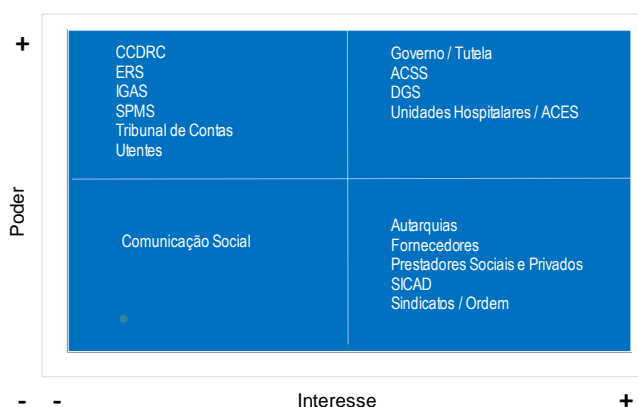 +
CCDRC
ERS
IGAS
SPMS
Tribunal de Contas
Utentes
Governo / Tutela
ACSS
DGS
Unidades Hospitalares / ACES
Poder
Comunicação Social
Autarquias
Fornecedores
Prestadores Sociais e Privados
SICAD
Sindicatos / Ordem
- - Interesse +